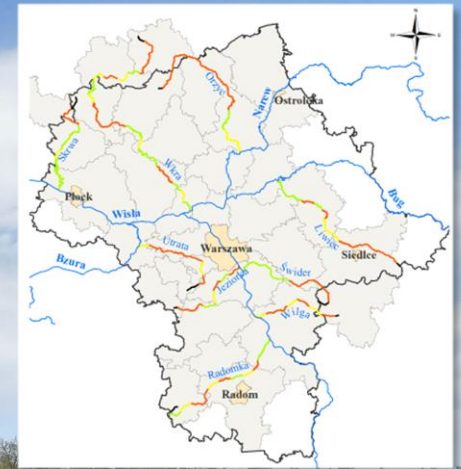 N
W
E
S
Orzyc
Narew
Ostrołęka
Skrwa
Wkra
Płock
Bug
Wisła
Liwiec
Utrata
Warszawa
Siedlce
Bzura
Jeziorka
Świder
Wilga
Radomka
Radom